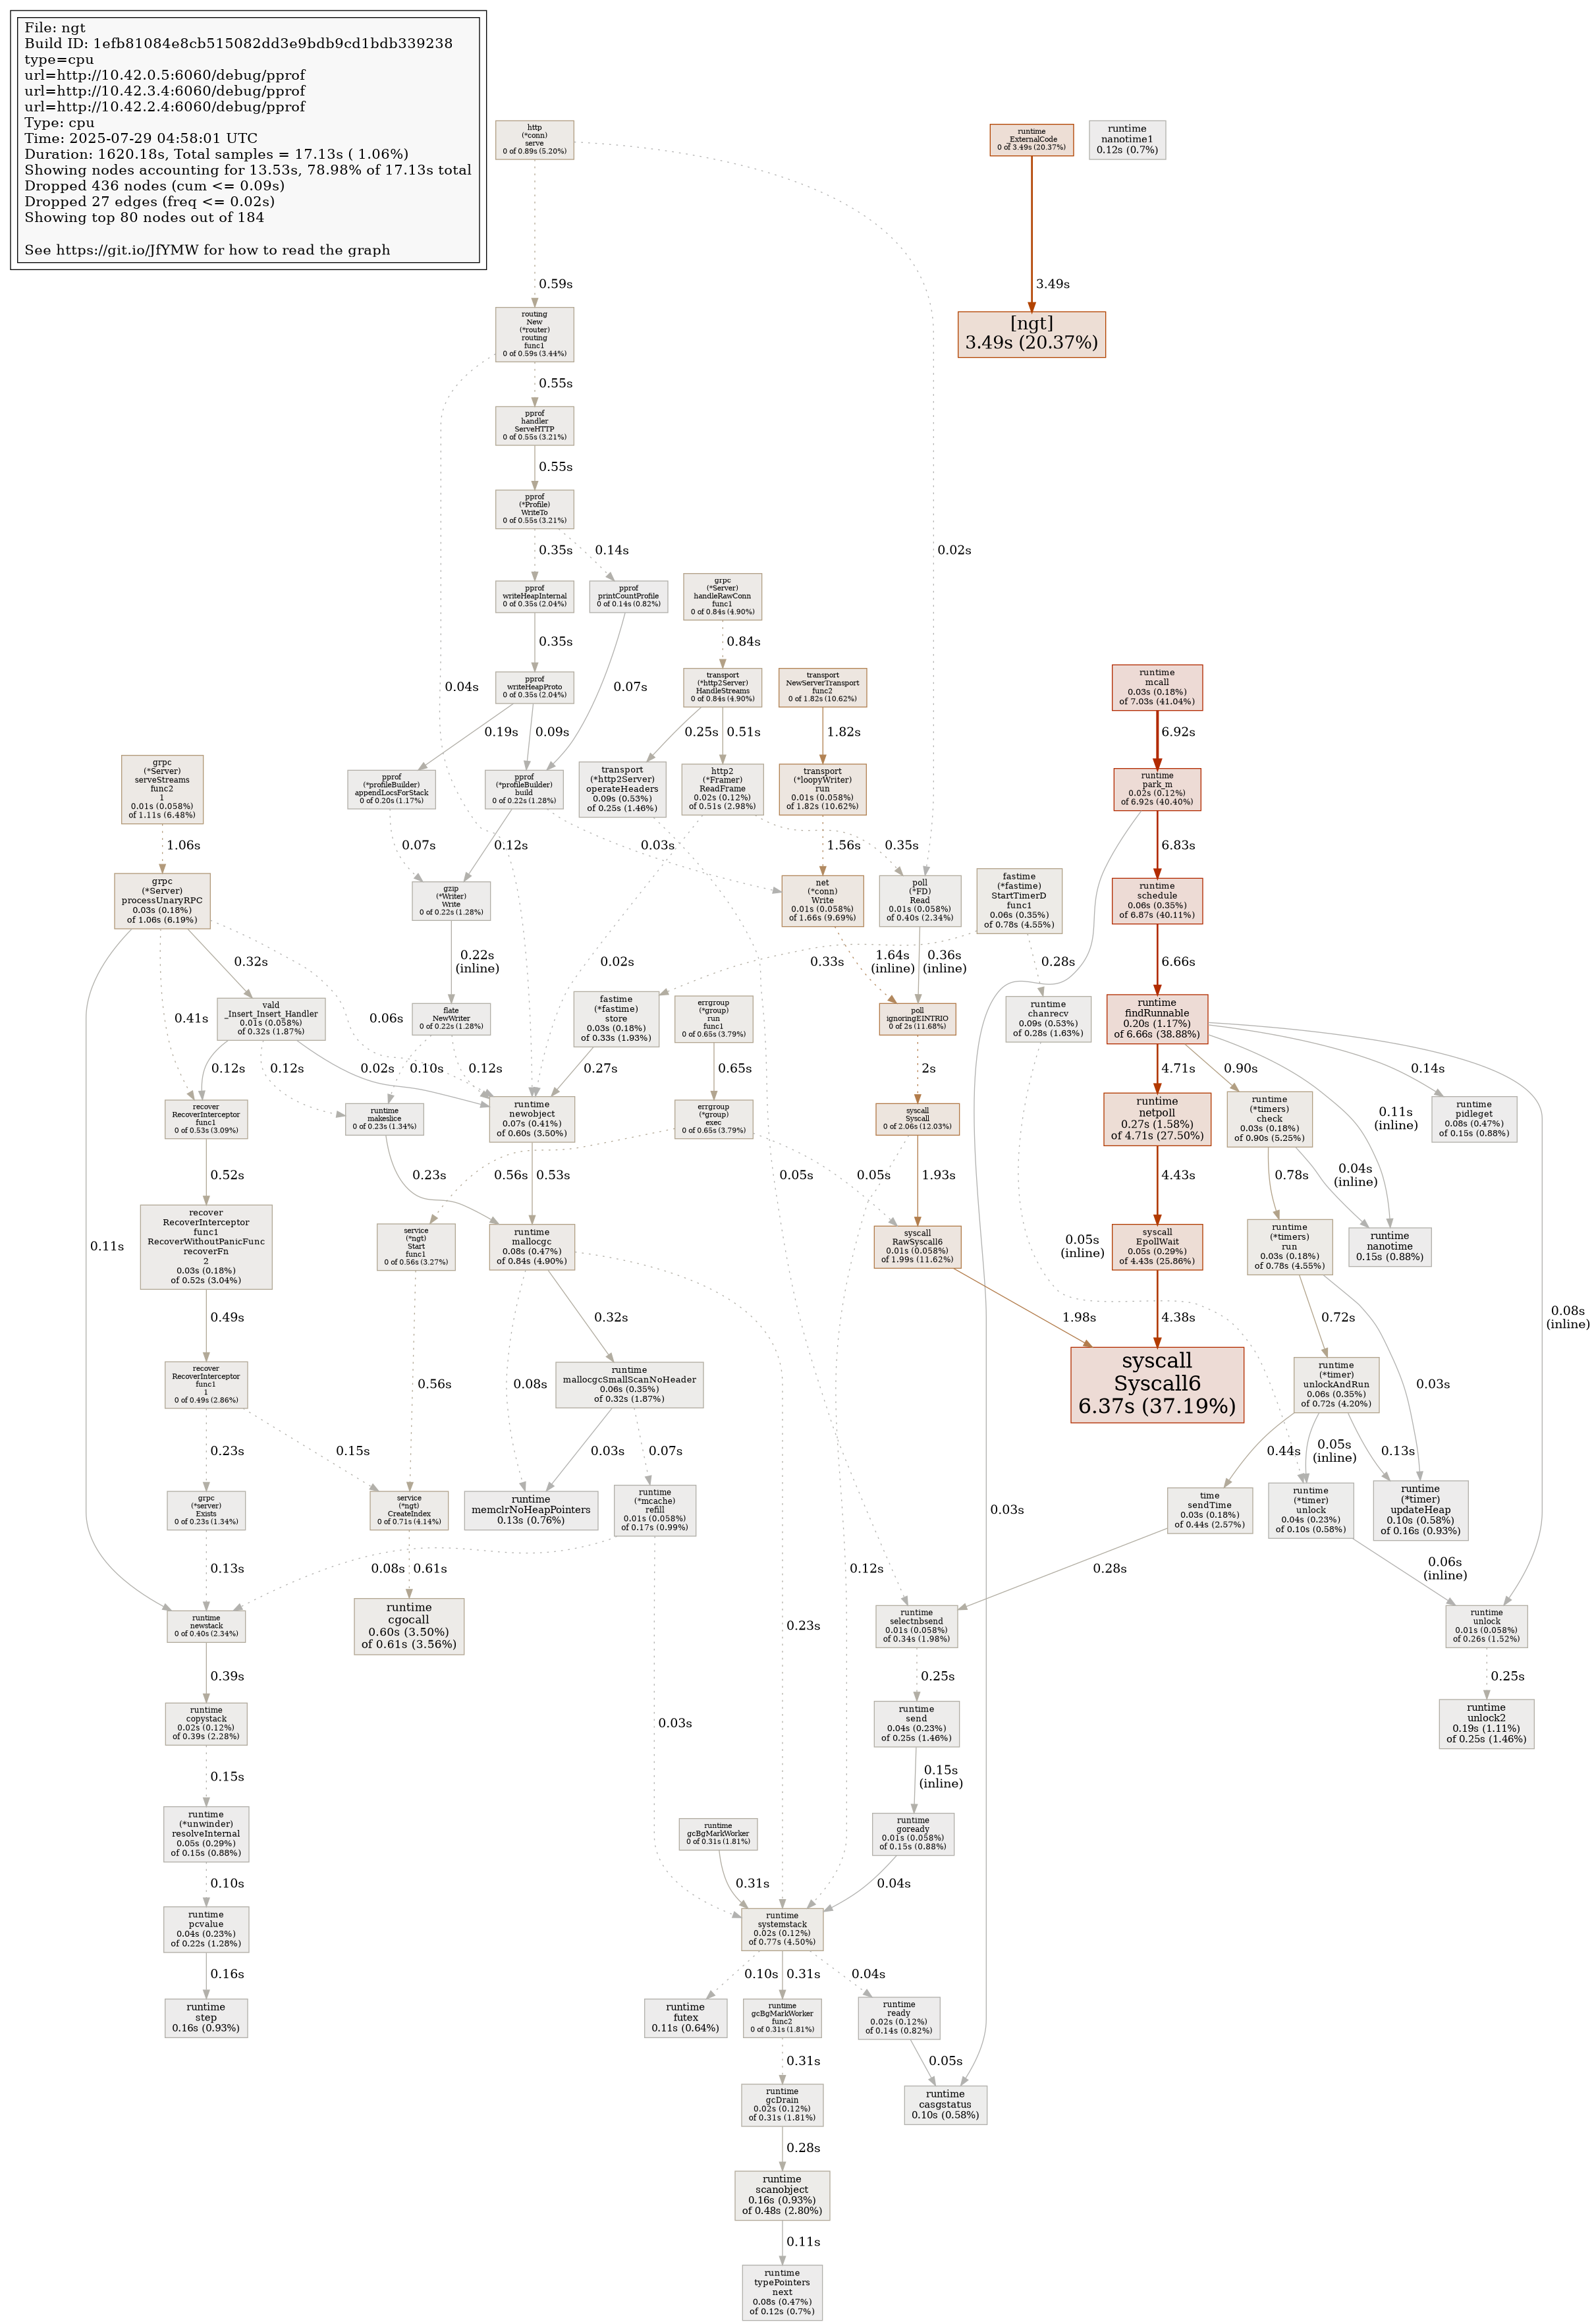 File: ngt
Build ID: 1efb81084e8cb515082dd3e9bdb9cd1bdb339238
type=cpu
url=http://10.42.0.5:6060/debug/pprof
url=http://10.42.3.4:6060/debug/pprof
url=http://10.42.2.4:6060/debug/pprof
Type: cpu
Time: 2025-07-29 04:58:01 UTC
Duration: 1620.18s, Total samples = 17.13s ( 1.06%)
Showing nodes accounting for 13.53s, 78.98% of 17.13s total
Dropped 436 nodes (cum <= 0.09s)
Dropped 27 edges (freq <= 0.02s)
Showing top 80 nodes out of 184
See https://git.io/JfYMW for how to read the graph
http
(*conn)
serve
0 of 0.89s (5.20%)
runtime
_ExternalCode
0 of 3.49s (20.37%)
runtime
nanotime1
0.12s (0.7%)
0.59s
3.49s
routing
New
(*router)
routing
func1
0 of 0.59s (3.44%)
[ngt]
3.49s (20.37%)
0.55s
pprof
handler
ServeHTTP
0 of 0.55s (3.21%)
0.55s
pprof
(*Profile)
WriteTo
0 of 0.55s (3.21%)
0.35s
0.14s
0.02s
pprof
writeHeapInternal
0 of 0.35s (2.04%)
pprof
printCountProfile
0 of 0.14s (0.82%)
grpc
(*Server)
handleRawConn
func1
0 of 0.84s (4.90%)
0.35s
0.84s
pprof
writeHeapProto
0 of 0.35s (2.04%)
0.04s
0.07s
transport
(*http2Server)
HandleStreams
0 of 0.84s (4.90%)
transport
NewServerTransport
func2
0 of 1.82s (10.62%)
runtime
mcall
0.03s (0.18%)
of 7.03s (41.04%)
0.19s
0.09s
0.25s
0.51s
1.82s
6.92s
grpc
(*Server)
serveStreams
func2
1
0.01s (0.058%)
of 1.11s (6.48%)
pprof
(*profileBuilder)
appendLocsForStack
0 of 0.20s (1.17%)
pprof
(*profileBuilder)
build
0 of 0.22s (1.28%)
transport
(*http2Server)
operateHeaders
0.09s (0.53%)
of 0.25s (1.46%)
http2
(*Framer)
ReadFrame
0.02s (0.12%)
of 0.51s (2.98%)
transport
(*loopyWriter)
run
0.01s (0.058%)
of 1.82s (10.62%)
runtime
park_m
0.02s (0.12%)
of 6.92s (40.40%)
1.06s
0.07s
0.12s
0.03s
1.56s
0.35s
6.83s
grpc
(*Server)
processUnaryRPC
0.03s (0.18%)
of 1.06s (6.19%)
gzip
(*Writer)
Write
0 of 0.22s (1.28%)
net
(*conn)
Write
0.01s (0.058%)
of 1.66s (9.69%)
poll
(*FD)
Read
0.01s (0.058%)
of 0.40s (2.34%)
fastime
(*fastime)
StartTimerD
func1
0.06s (0.35%)
of 0.78s (4.55%)
runtime
schedule
0.06s (0.35%)
of 6.87s (40.11%)
0.32s
0.22s
(inline)
0.02s
0.33s
1.64s
(inline)
0.36s
(inline)
0.28s
6.66s
0.41s
vald
_Insert_Insert_Handler
0.01s (0.058%)
of 0.32s (1.87%)
0.06s
flate
NewWriter
0 of 0.22s (1.28%)
fastime
(*fastime)
store
0.03s (0.18%)
of 0.33s (1.93%)
errgroup
(*group)
run
func1
0 of 0.65s (3.79%)
poll
ignoringEINTRIO
0 of 2s (11.68%)
runtime
chanrecv
0.09s (0.53%)
of 0.28s (1.63%)
runtime
findRunnable
0.20s (1.17%)
of 6.66s (38.88%)
0.12s
0.12s
0.02s
0.10s
0.12s
0.27s
0.65s
2s
4.71s
0.90s
0.11s
(inline)
0.14s
recover
RecoverInterceptor
func1
0 of 0.53s (3.09%)
runtime
makeslice
0 of 0.23s (1.34%)
runtime
newobject
0.07s (0.41%)
of 0.60s (3.50%)
errgroup
(*group)
exec
0 of 0.65s (3.79%)
syscall
Syscall
0 of 2.06s (12.03%)
runtime
netpoll
0.27s (1.58%)
of 4.71s (27.50%)
runtime
(*timers)
check
0.03s (0.18%)
of 0.90s (5.25%)
runtime
pidleget
0.08s (0.47%)
of 0.15s (0.88%)
0.52s
0.23s
0.56s
0.53s
0.05s
0.05s
1.93s
4.43s
0.78s
0.04s
(inline)
0.11s
recover
RecoverInterceptor
func1
RecoverWithoutPanicFunc
recoverFn
2
0.03s (0.18%)
of 0.52s (3.04%)
service
(*ngt)
Start
func1
0 of 0.56s (3.27%)
runtime
mallocgc
0.08s (0.47%)
of 0.84s (4.90%)
syscall
RawSyscall6
0.01s (0.058%)
of 1.99s (11.62%)
0.05s
(inline)
syscall
EpollWait
0.05s (0.29%)
of 4.43s (25.86%)
runtime
(*timers)
run
0.03s (0.18%)
of 0.78s (4.55%)
runtime
nanotime
0.15s (0.88%)
0.49s
0.32s
1.98s
4.38s
0.72s
0.08s
(inline)
recover
RecoverInterceptor
func1
1
0 of 0.49s (2.86%)
0.56s
0.08s
runtime
mallocgcSmallScanNoHeader
0.06s (0.35%)
of 0.32s (1.87%)
syscall
Syscall6
6.37s (37.19%)
runtime
(*timer)
unlockAndRun
0.06s (0.35%)
of 0.72s (4.20%)
0.03s
0.23s
0.15s
0.03s
0.07s
0.44s
0.05s
(inline)
0.13s
grpc
(*server)
Exists
0 of 0.23s (1.34%)
service
(*ngt)
CreateIndex
0 of 0.71s (4.14%)
runtime
memclrNoHeapPointers
0.13s (0.76%)
runtime
(*mcache)
refill
0.01s (0.058%)
of 0.17s (0.99%)
0.03s
time
sendTime
0.03s (0.18%)
of 0.44s (2.57%)
runtime
(*timer)
unlock
0.04s (0.23%)
of 0.10s (0.58%)
runtime
(*timer)
updateHeap
0.10s (0.58%)
of 0.16s (0.93%)
0.13s
0.08s
0.61s
0.12s
0.28s
0.06s
(inline)
runtime
newstack
0 of 0.40s (2.34%)
runtime
cgocall
0.60s (3.50%)
of 0.61s (3.56%)
0.23s
runtime
selectnbsend
0.01s (0.058%)
of 0.34s (1.98%)
runtime
unlock
0.01s (0.058%)
of 0.26s (1.52%)
0.39s
0.25s
0.25s
runtime
copystack
0.02s (0.12%)
of 0.39s (2.28%)
0.03s
runtime
send
0.04s (0.23%)
of 0.25s (1.46%)
runtime
unlock2
0.19s (1.11%)
of 0.25s (1.46%)
0.15s
0.15s
(inline)
runtime
(*unwinder)
resolveInternal
0.05s (0.29%)
of 0.15s (0.88%)
runtime
gcBgMarkWorker
0 of 0.31s (1.81%)
runtime
goready
0.01s (0.058%)
of 0.15s (0.88%)
0.10s
0.31s
0.04s
runtime
pcvalue
0.04s (0.23%)
of 0.22s (1.28%)
runtime
systemstack
0.02s (0.12%)
of 0.77s (4.50%)
0.16s
0.10s
0.31s
0.04s
runtime
step
0.16s (0.93%)
runtime
futex
0.11s (0.64%)
runtime
gcBgMarkWorker
func2
0 of 0.31s (1.81%)
runtime
ready
0.02s (0.12%)
of 0.14s (0.82%)
0.31s
0.05s
runtime
gcDrain
0.02s (0.12%)
of 0.31s (1.81%)
runtime
casgstatus
0.10s (0.58%)
0.28s
runtime
scanobject
0.16s (0.93%)
of 0.48s (2.80%)
0.11s
runtime
typePointers
next
0.08s (0.47%)
of 0.12s (0.7%)